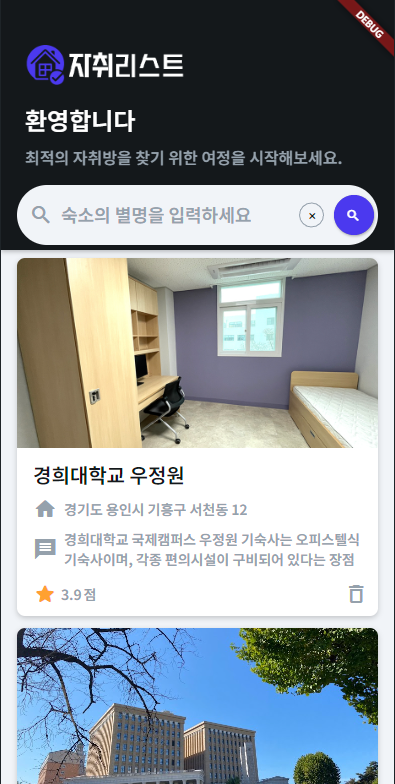 DEBUG
자취리스트
환영합니다
최적의 자취방을 찾기 위한 여정을 시작해보세요.
숙소의 별명을 입력하세요
경희대학교 우정원
경기도 용인시 기흥구 서천동 12
경희대학교 국제캠퍼스 우정원 기숙사는 오피스텔식
기숙사이며, 각종 편의시설이 구비되어 있다는 장점
3.9 점